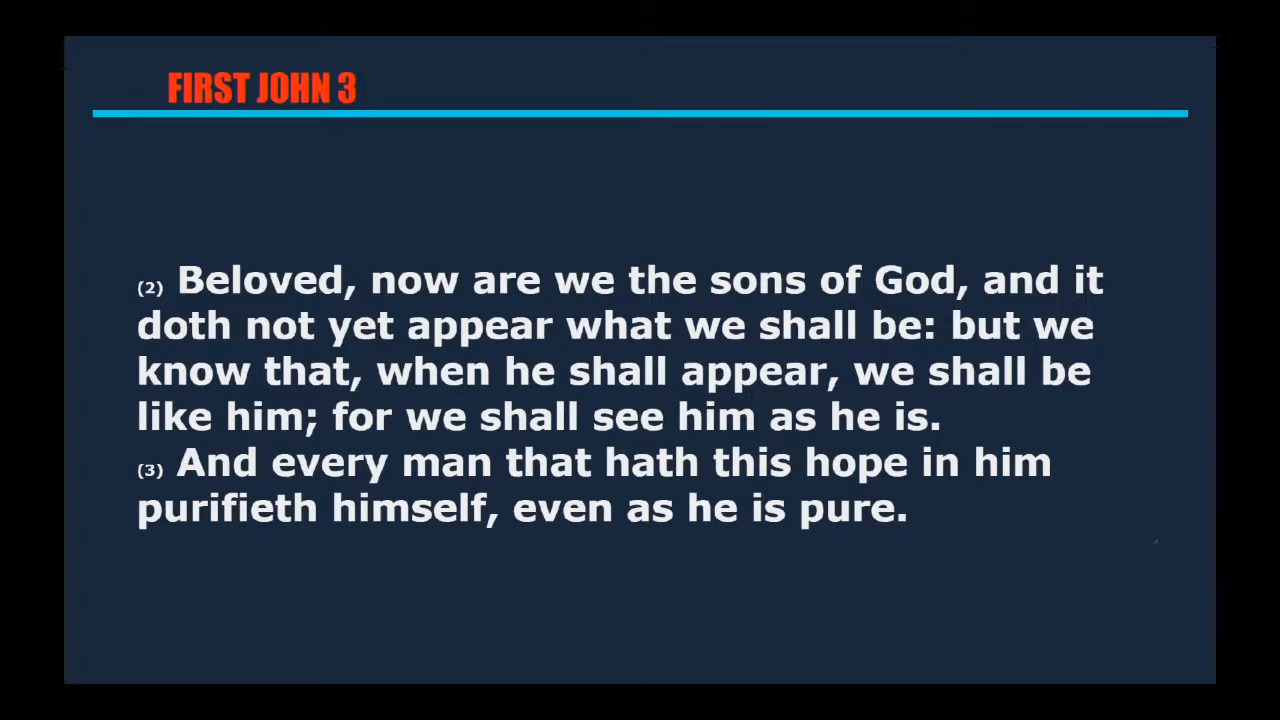 FIRST JOHN 3
(2) Beloved, now are we the sons of God, and it
doth not yet appear what we shall be: but we
know that, when he shall appear, we shall be
like him; for we shall see him as he is.
(3) And every man that hath this hope in him
purifieth himself, even as he is pure.